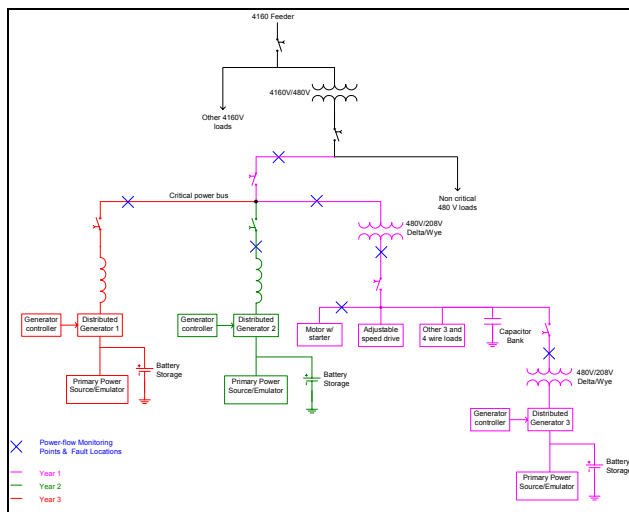 4160 Feeder
4160V/480V
Other 4160V
loads
Non critical
480 V loads
Critical power bus
480V/208V
Delta/Wye
Generator
controller
Distributed
Generator 1
Generator
controller
Distributed
Generator 2
Motor w/
starter
Adjustable
speed drive
Other 3 and
4 wire loads
Capacitor
Bank
Battery
Storage
Primary Power
Source/Emulator
Battery
Storage
Primary Power
Source/Emulator
480V/208V
Delta/Wye
Generator
controller
Distributed
Generator 3
Battery
Storage
Primary Power
Source/Emulator
Power-flow Monitoring
Points & Fault Locations
Year 1
Year 2
Year 3